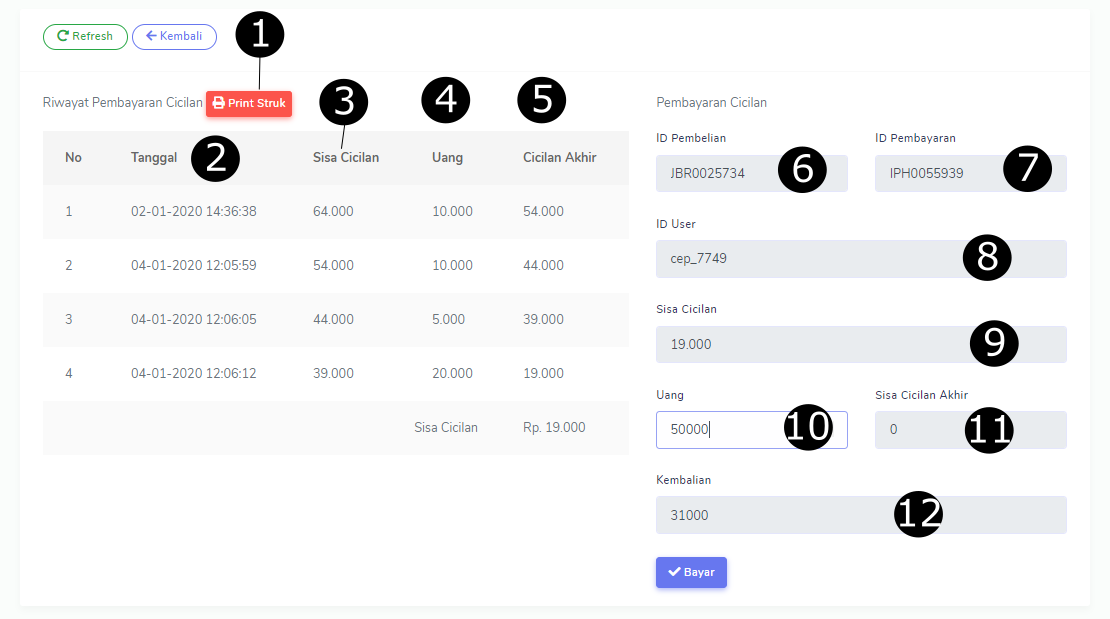 Refresh Kembali 1
Riwayat Pembayaran Cicilan Print Struk 3 4 5
No Tanggal 2 Sisa Cicilan Uang Cicilan Akhir
1 02-01-2020 14:36:38 64.000 10.000 54.000
2 04-01-2020 12:05:59 54.000 10.000 44.000
3 04-01-2020 12:06:05 44.000 5.000 39.000
4 04-01-2020 12:06:12 39.000 20.000 19.000
Sisa Cicilan Rp. 19.000
Pembayaran Cicilan
ID Pembelian ID Pembayaran
JBR0025734 6 IPH0055939 7
ID User
cep_7749 8
Sisa Cicilan
19.000 9
Uang Sisa Cicilan Akhir
50000 10 0 11
Kembalian
31000 12
Bayar